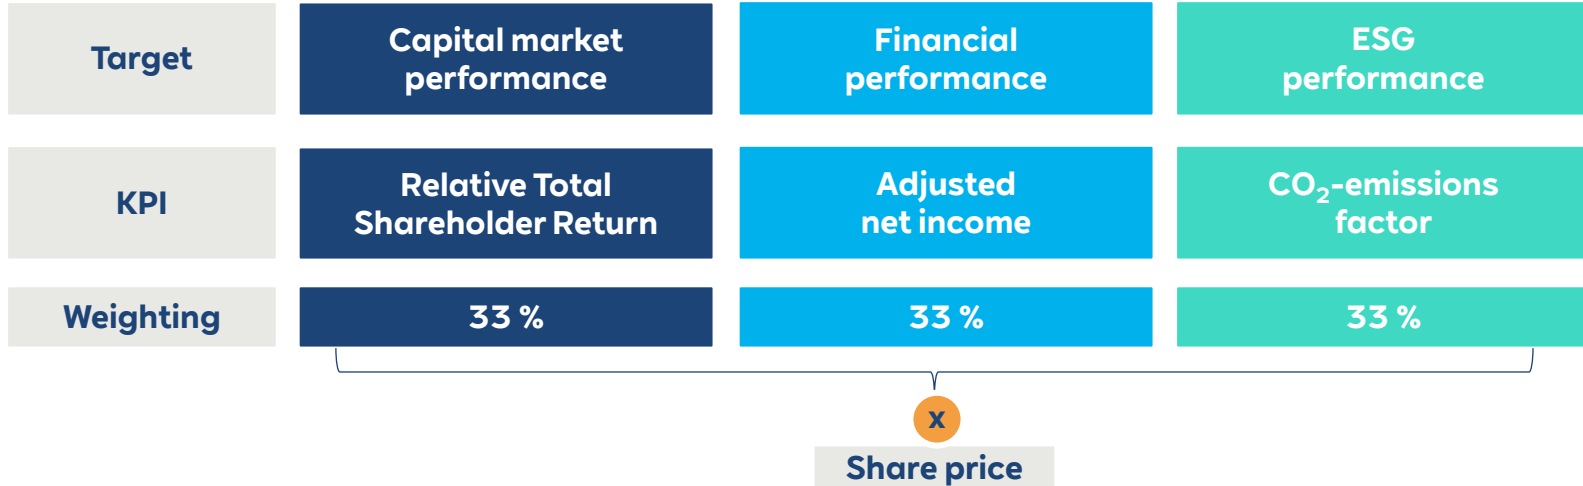 Target
Capital market
performance
Financial
performance
ESG
performance
KPI
Relative Total
Shareholder Return
Adjusted
net income
CO₂-emissions
factor
Weighting
33 %
33 %
33 %
x
Share price